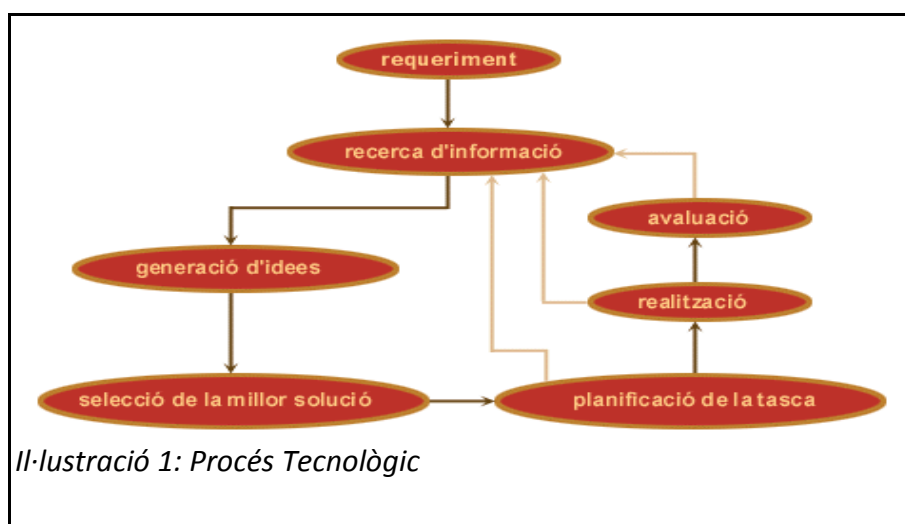 requeriment
recerca d'informació
generació d'idees
selecció de la millor solució
planificació de la tasca
realització
avaluació
Il·lustració 1: Procés Tecnològic